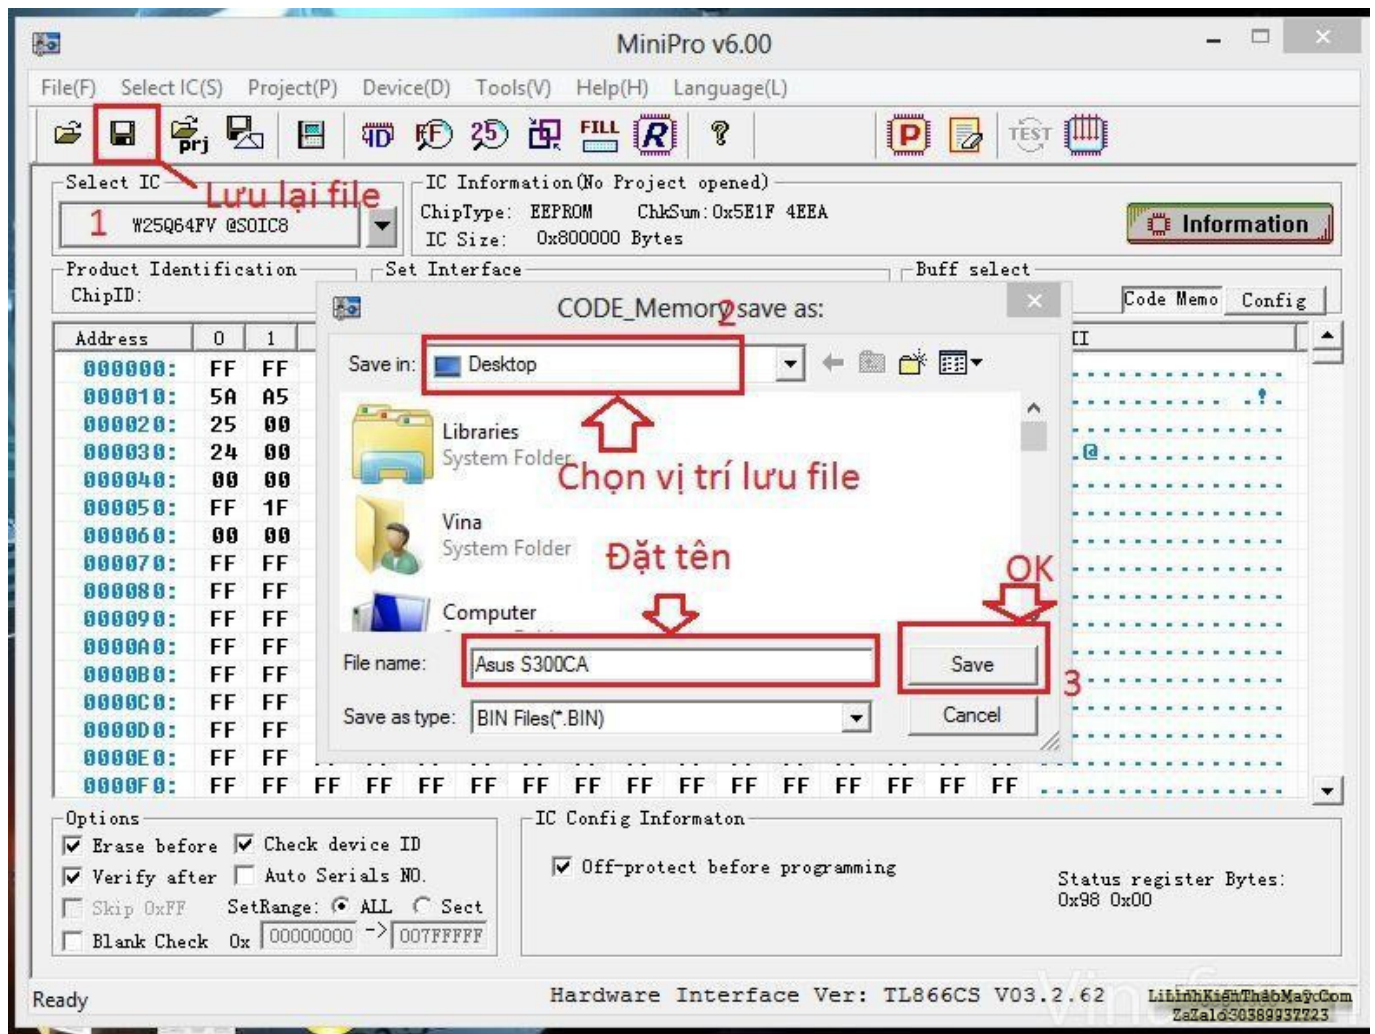 MiniPro v6.00
File(F) Select IC(S) Project(P) Device(D) Tools(V) Help(H) Language(L)
prj FF 25 FILL R ? P TEST
Lưu lại file
Select IC
1 W25Q64FV @SOIC8
IC Information(No Project opened)
ChipType: EEPROM ChkSum:0x5E1F 4EEA
IC Size: 0x800000 Bytes
Information
Product Identification
ChipID:
Set Interface
Buff select
Code Memo Config
CODE_Memory save as:
2
Save in: Desktop
Libraries
System Folder
Chọn vị trí lưu file
Vina
System Folder
Đặt tên
OK
Computer
File name: Asus S300CA
Save
3
Save as type: BIN Files(*.BIN)
Cancel
Address 0 1
000000: FF FF
000010: 5A A5
000020: 25 00
000030: 24 00 @
000040: 00 00
000050: FF 1F
000060: 00 00
000070: FF FF
000080: FF FF
000090: FF FF
0000A0: FF FF
0000B0: FF FF
0000C0: FF FF
0000D0: FF FF
0000E0: FF FF
0000F0: FF FF FF FF FF FF FF FF FF FF FF FF FF FF FF FF ................
Options
Erase before Check device ID
Verify after Auto Serials NO.
Skip 0xFF SetRange: ALL Sect
Blank Check 0x 00000000 -> 007FFFFF
IC Config Informaton
Off-protect before programming
Status register Bytes:
0x98 0x00
Ready
Hardware Interface Ver: TL866CS V03.2.62